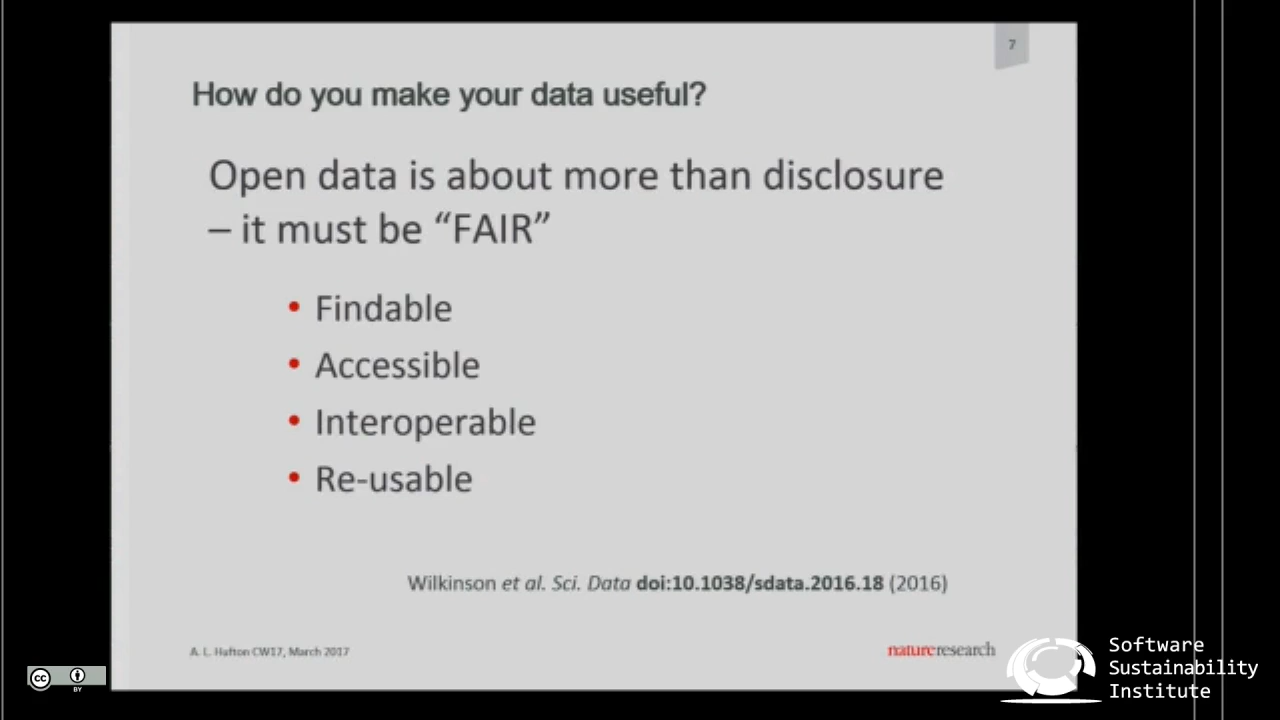 7
How do you make your data useful?
Open data is about more than disclosure
– it must be “FAIR”
• Findable
• Accessible
• Interoperable
• Re-usable
Wilkinson et al. Sci. Data doi:10.1038/sdata.2016.18 (2016)
A. L. Hufton CW17, March 2017
natureresearch
cc
BY
Software
Sustainability
Institute